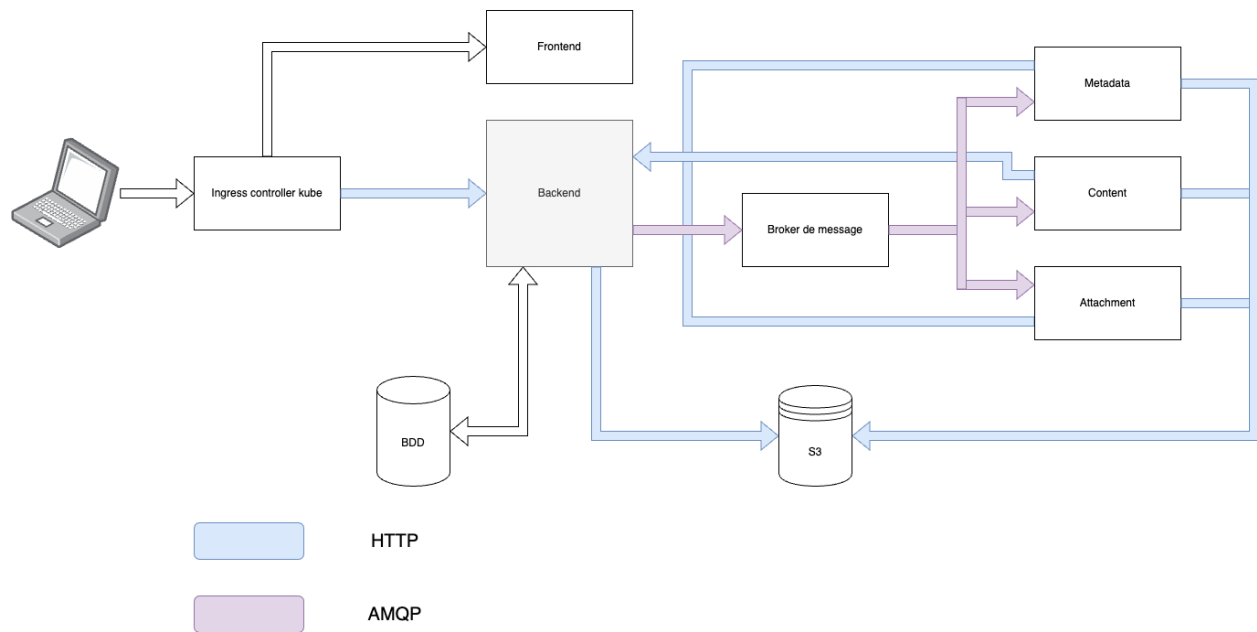 Frontend
Metadata
Ingress controller kube
Backend
Content
Broker de message
Attachment
BDD
S3
HTTP
AMQP